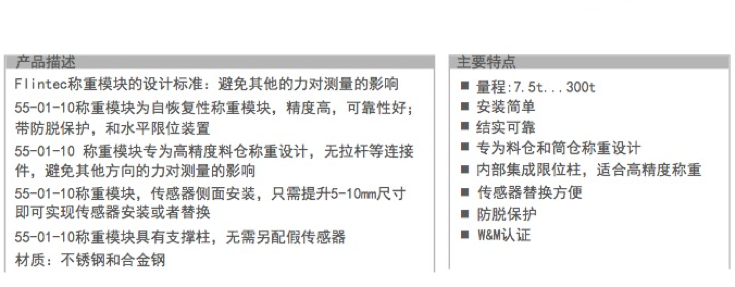 产品描述
Flintec称重模块的设计标准：避免其他的力对测量的影响
55-01-10称重模块为自恢复性称重模块，精度高，可靠性好；
带防脱保护，和水平限位装置
55-01-10 称重模块专为高精度料仓称重设计，无拉杆等连接
件，避免其他方向的力对测量的影响
55-01-10称重模块，传感器侧面安装，只需提升5-10mm尺寸
即可实现传感器安装或者替换
55-01-10称重模块具有支撑柱，无需另配假传感器
材质：不锈钢和合金钢
主要特点
■ 量程:7.5t...300t
■ 安装简单
■ 结实可靠
■ 专为料仓和筒仓称重设计
■ 内部集成限位柱，适合高精度称重
■ 传感器替换方便
■ 防脱保护
■ W&M认证